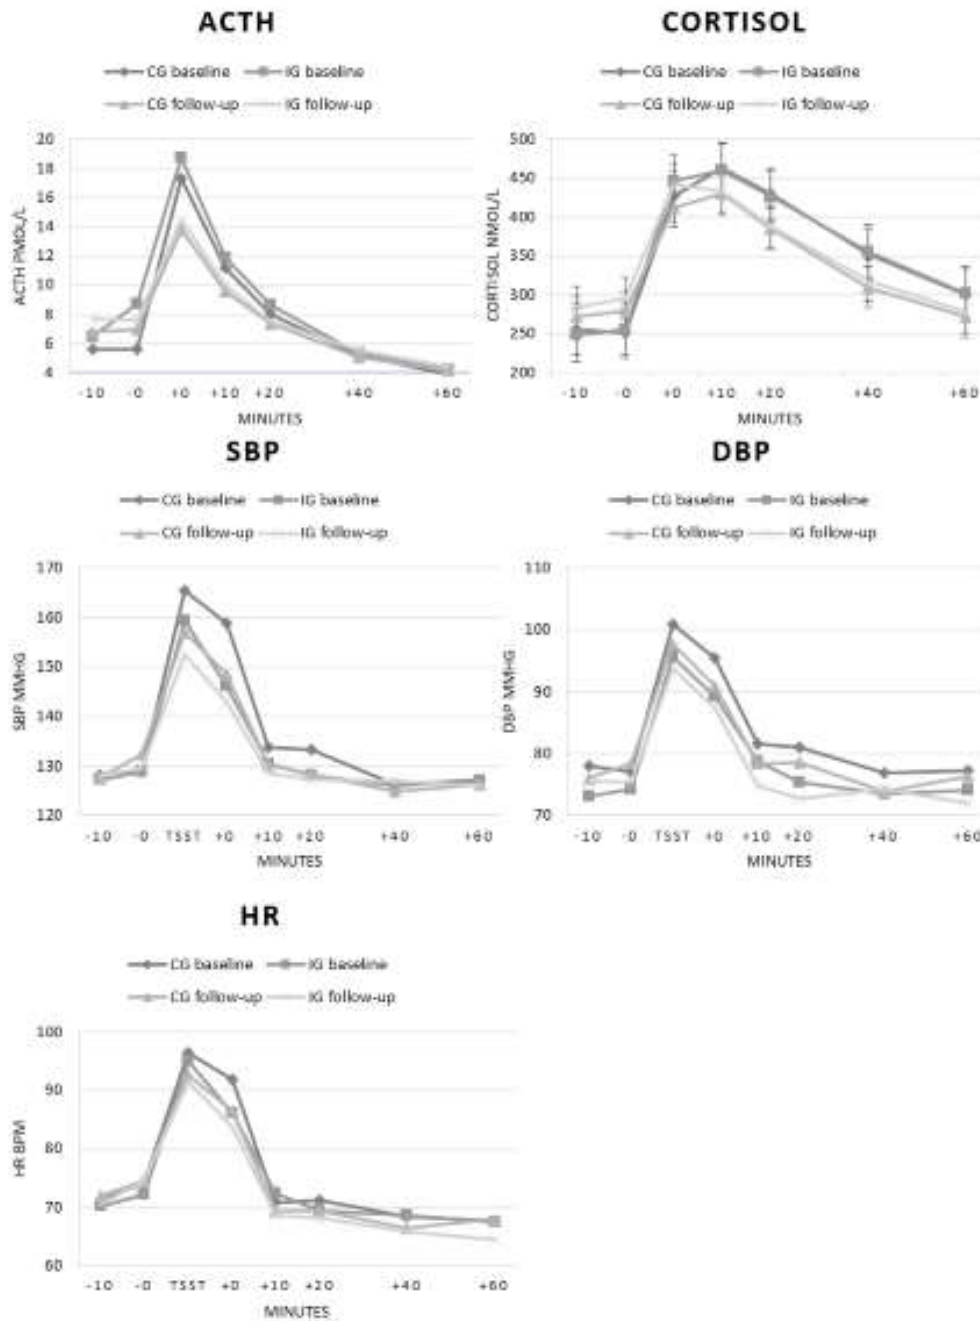 ACTH
CG baseline IG baseline
CG follow-up IG follow-up
20
18
16
14
12
10
8
6
4
ACTH PMOL/L
-10 -0 +0 +10 +20 +40 +60
MINUTES
CORTISOL
CG baseline IG baseline
CG follow-up IG follow-up
500
450
400
350
300
250
200
CORTISOL NMOL/L
-10 -0 +0 +10 +20 +40 +60
MINUTES
SBP
CG baseline IG baseline
CG follow-up IG follow-up
170
160
150
140
130
120
SBP MMHG
-10 -0 TSST +0 +10 +20 +40 +60
MINUTES
DBP
CG baseline IG baseline
CG follow-up IG follow-up
110
100
90
80
70
DBP MMHG
-10 -0 TSST +0 +10 +20 +40 +60
MINUTES
HR
CG baseline IG baseline
CG follow-up IG follow-up
100
90
80
70
60
HR BPM
-10 -0 TSST +0 +10 +20 +40 +60
MINUTES